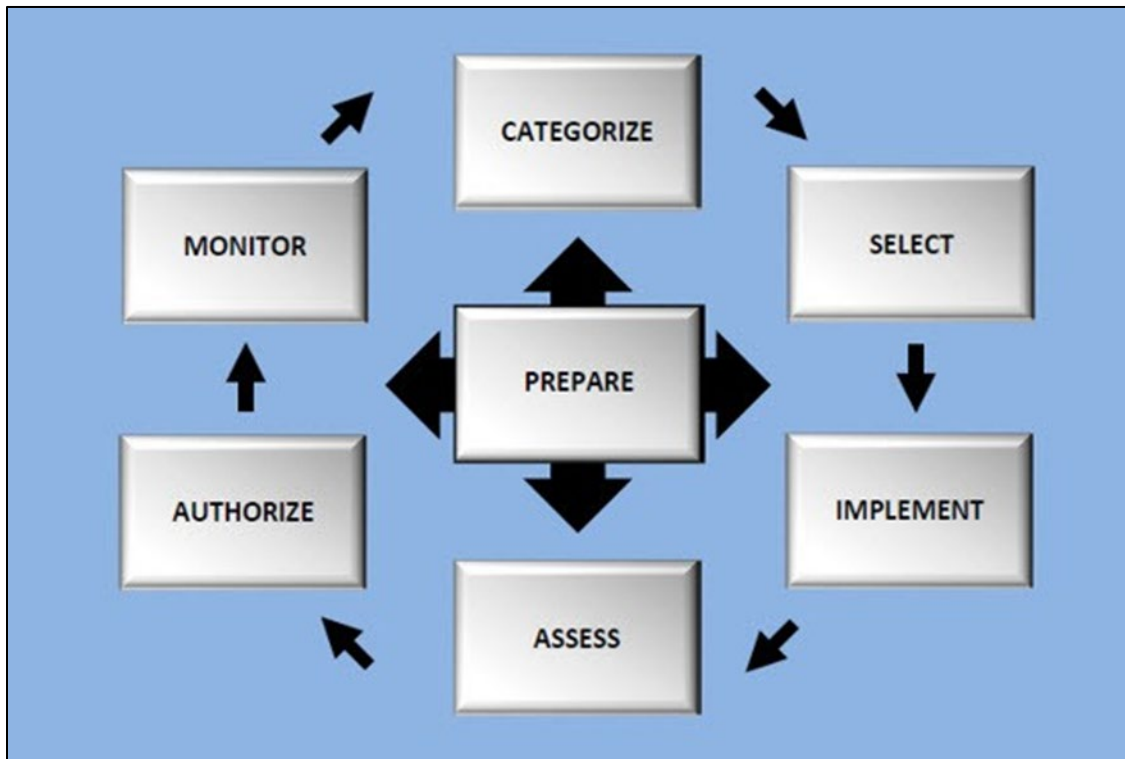 CATEGORIZE
MONITOR
SELECT
PREPARE
AUTHORIZE
IMPLEMENT
ASSESS